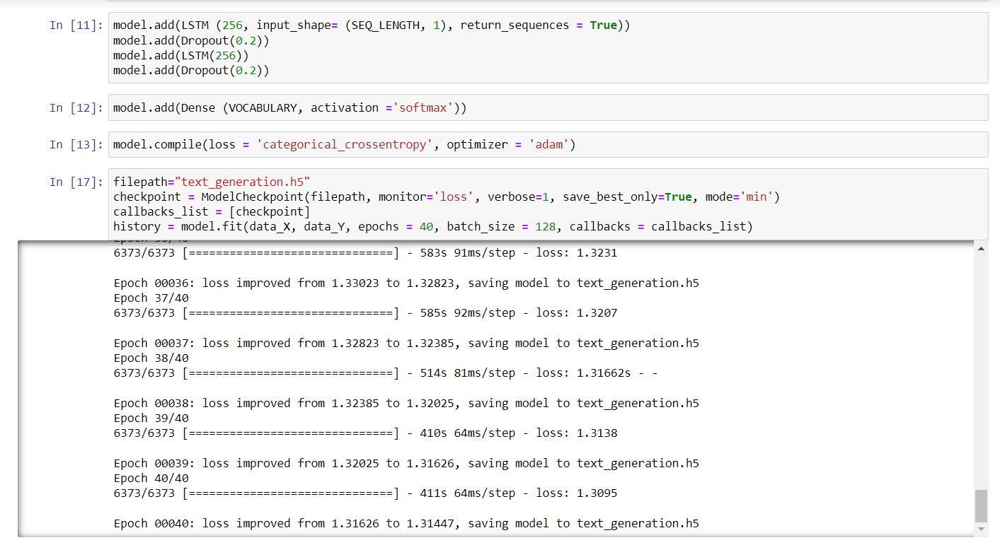 In [11]: model.add(LSTM (256, input_shape= (SEQ_LENGTH, 1), return_sequences = True))
model.add(Dropout(0.2))
model.add(LSTM(256))
model.add(Dropout(0.2))
In [12]: model.add(Dense (VOCABULARY, activation ='softmax'))
In [13]: model.compile(loss = 'categorical_crossentropy', optimizer = 'adam')
In [17]: filepath="text_generation.h5"
checkpoint = ModelCheckpoint(filepath, monitor='loss', verbose=1, save_best_only=True, mode='min')
callbacks_list = [checkpoint]
history = model.fit(data_X, data_Y, epochs = 40, batch_size = 128, callbacks = callbacks_list)
6373/6373 [==============================] - 583s 91ms/step - loss: 1.3231
Epoch 00036: loss improved from 1.33023 to 1.32823, saving model to text_generation.h5
Epoch 37/40
6373/6373 [==============================] - 585s 92ms/step - loss: 1.3207
Epoch 00037: loss improved from 1.32823 to 1.32385, saving model to text_generation.h5
Epoch 38/40
6373/6373 [==============================] - 514s 81ms/step - loss: 1.31662s - -
Epoch 00038: loss improved from 1.32385 to 1.32025, saving model to text_generation.h5
Epoch 39/40
6373/6373 [==============================] - 410s 64ms/step - loss: 1.3138
Epoch 00039: loss improved from 1.32025 to 1.31626, saving model to text_generation.h5
Epoch 40/40
6373/6373 [==============================] - 411s 64ms/step - loss: 1.3095
Epoch 00040: loss improved from 1.31626 to 1.31447, saving model to text_generation.h5